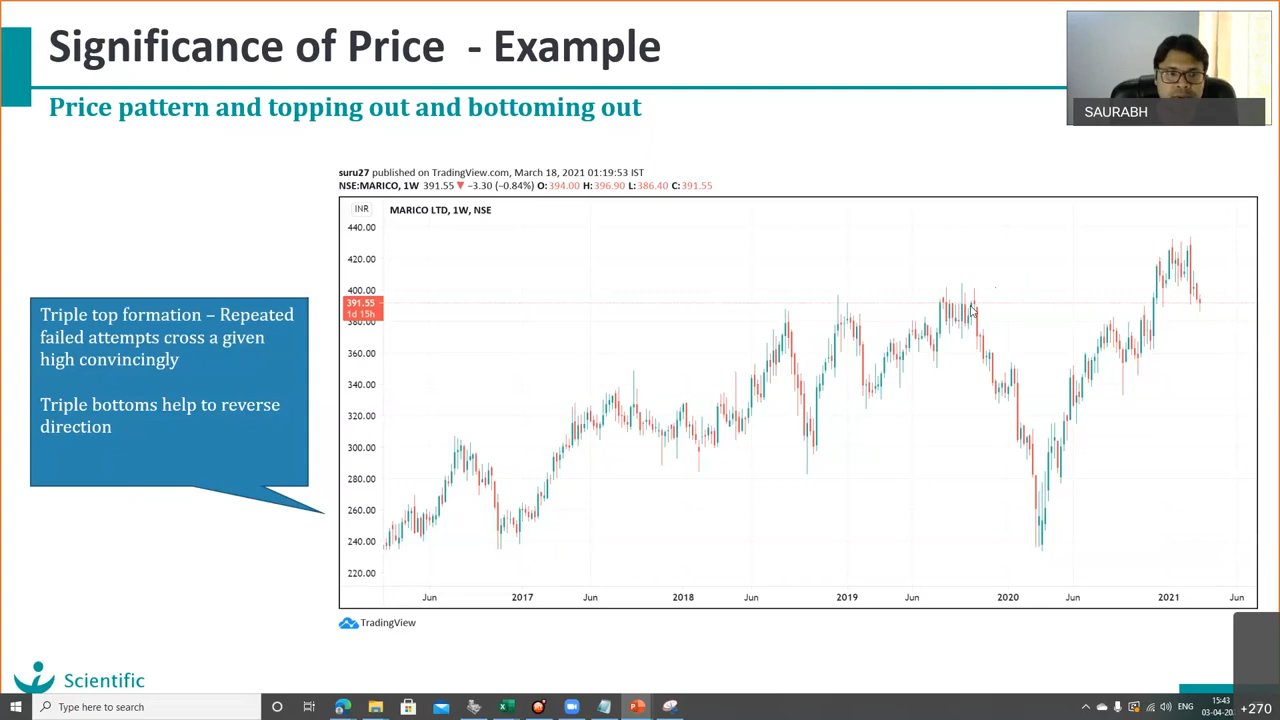 Significance of Price - Example
Price pattern and topping out and bottoming out
SAURABH
suru27 published on TradingView.com, March 18, 2021 01:19:53 IST
NSE:MARICO, 1W 391.55 ▼ −3.30 (−0.84%) O:394.00 H:396.90 L:386.40 C:391.55
INR
MARICO LTD, 1W, NSE
440.00
420.00
400.00
391.55
1d 15h
380.00
360.00
340.00
320.00
300.00
280.00
260.00
240.00
220.00
Jun 2017 Jun 2018 Jun 2019 Jun 2020 Jun 2021 Jun
Triple top formation – Repeated
failed attempts cross a given
high convincingly
Triple bottoms help to reverse
direction
TradingView
Scientific
Type here to search
ENG
15:43
03-04-20
+270